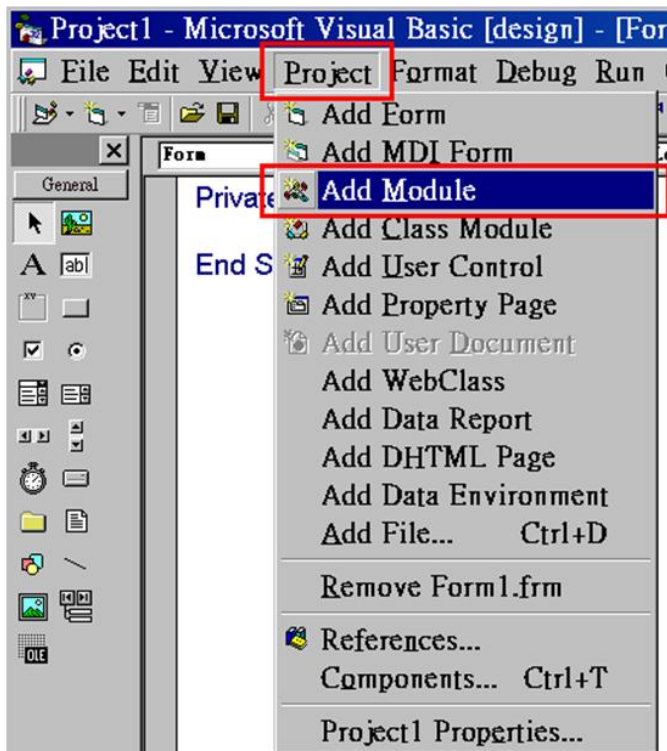 Project1 - Microsoft Visual Basic [design] - [For
File Edit View Project Format Debug Run
Add Form
Form
Add MDI Form
General
Private
Add Module
Add Class Module
End S
Add User Control
A ab|
Add Property Page
XY
Add User Document
Add WebClass
Add Data Report
Add DHTML Page
Add Data Environment
Add File... Ctrl+D
Remove Form1.frm
References...
OLE
Components... Ctrl+T
Project1 Properties...